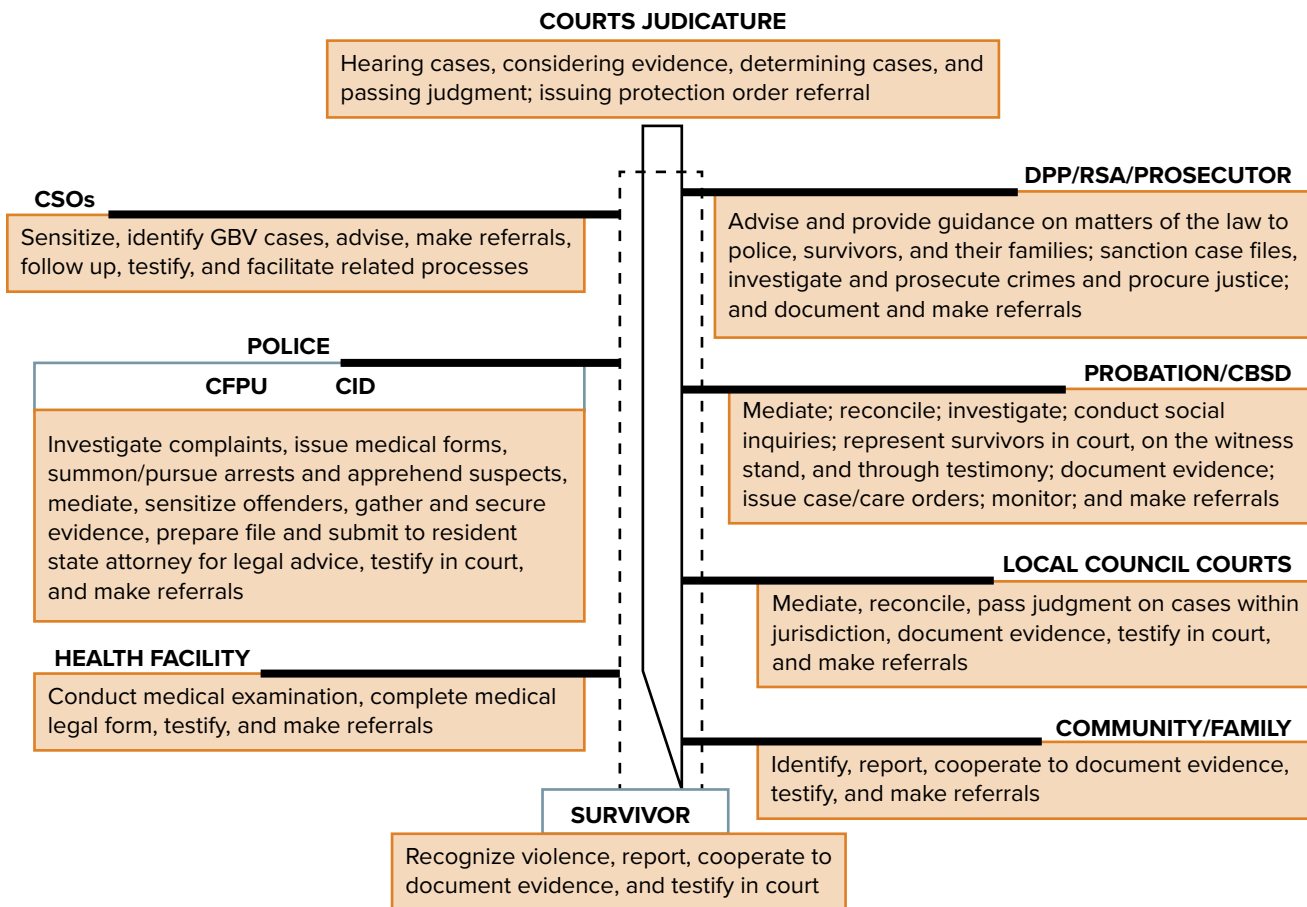 COURTS JUDICATURE
Hearing cases, considering evidence, determining cases, and
passing judgment; issuing protection order referral
CSOs
Sensitize, identify GBV cases, advise, make referrals,
follow up, testify, and facilitate related processes
DPP/RSA/PROSECUTOR
Advise and provide guidance on matters of the law to
police, survivors, and their families; sanction case files,
investigate and prosecute crimes and procure justice;
and document and make referrals
POLICE
CFPU CID
Investigate complaints, issue medical forms,
summon/pursue arrests and apprehend suspects,
mediate, sensitize offenders, gather and secure
evidence, prepare file and submit to resident
state attorney for legal advice, testify in court,
and make referrals
PROBATION/CBSD
Mediate; reconcile; investigate; conduct social
inquiries; represent survivors in court, on the witness
stand, and through testimony; document evidence;
issue case/care orders; monitor; and make referrals
LOCAL COUNCIL COURTS
Mediate, reconcile, pass judgment on cases within
jurisdiction, document evidence, testify in court,
and make referrals
HEALTH FACILITY
Conduct medical examination, complete medical
legal form, testify, and make referrals
COMMUNITY/FAMILY
Identify, report, cooperate to document evidence,
testify, and make referrals
SURVIVOR
Recognize violence, report, cooperate to
document evidence, and testify in court